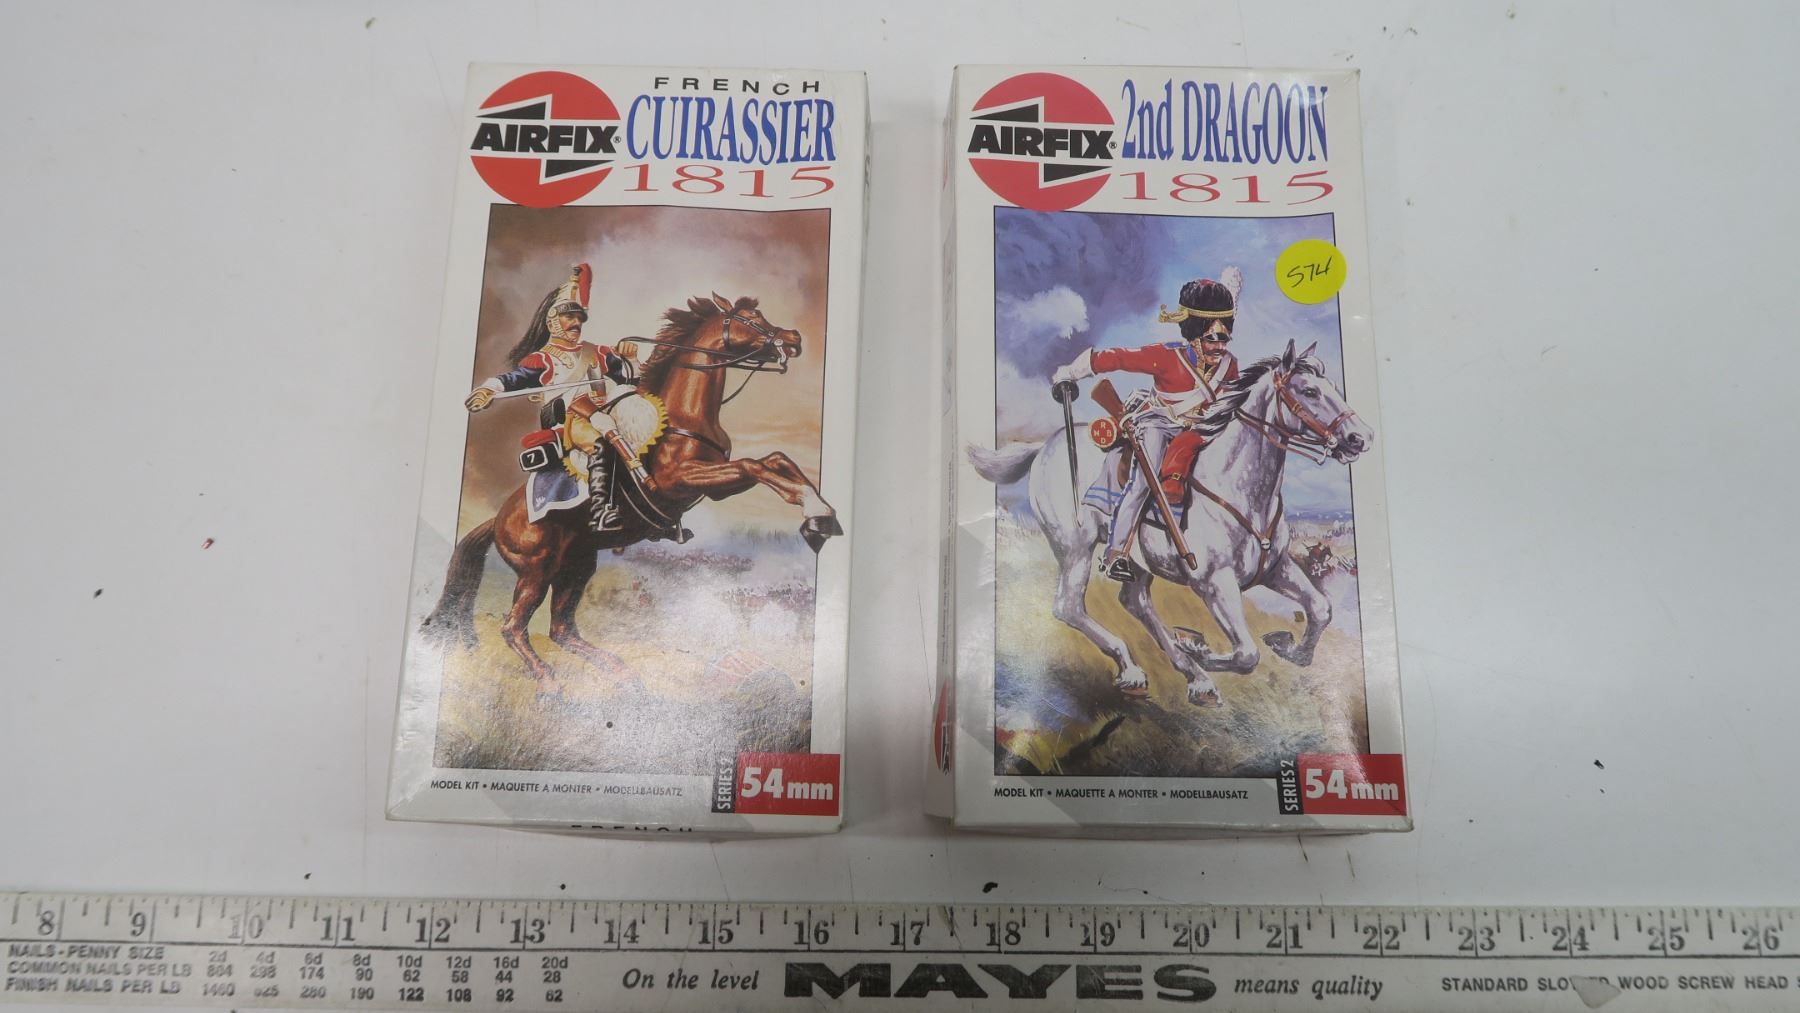 FRENCH
AIRFIX®
CUIRASSIER
1815
7
MODEL KIT • MAQUETTE A MONTER • MODELLBAUSATZ
SERIES 2
54mm
FRENCH
AIRFIX®
2nd DRAGOON
1815
574
R
N B
D
MODEL KIT • MAQUETTE A MONTER • MODELLBAUSATZ
SERIES 2
54mm
8 9 10 11 12 13 14 15 16 17 18 19 20 21 22 23 24 25 26
NAILS - PENNY SIZE 2d 4d 6d 8d 10d 12d 16d 20d
COMMON NAILS PER LB 864 298 174 90 62 58 44 28
FINISH NAILS PER LB 1460 625 280 190 122 108 92 62
On the level MAYES means quality
STANDARD WOOD SCREW HEAD